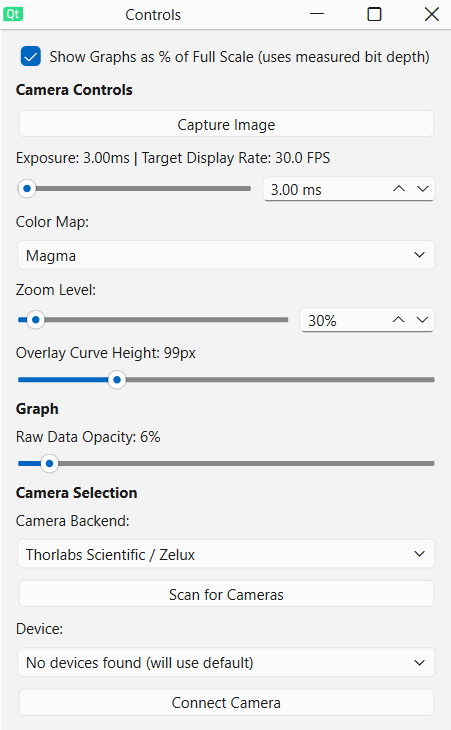 Qt Controls
Show Graphs as % of Full Scale (uses measured bit depth)
Camera Controls
Capture Image
Exposure: 3.00ms | Target Display Rate: 30.0 FPS
3.00 ms
Color Map:
Magma
Zoom Level:
30%
Overlay Curve Height: 99px
Graph
Raw Data Opacity: 6%
Camera Selection
Camera Backend:
Thorlabs Scientific / Zelux
Scan for Cameras
Device:
No devices found (will use default)
Connect Camera